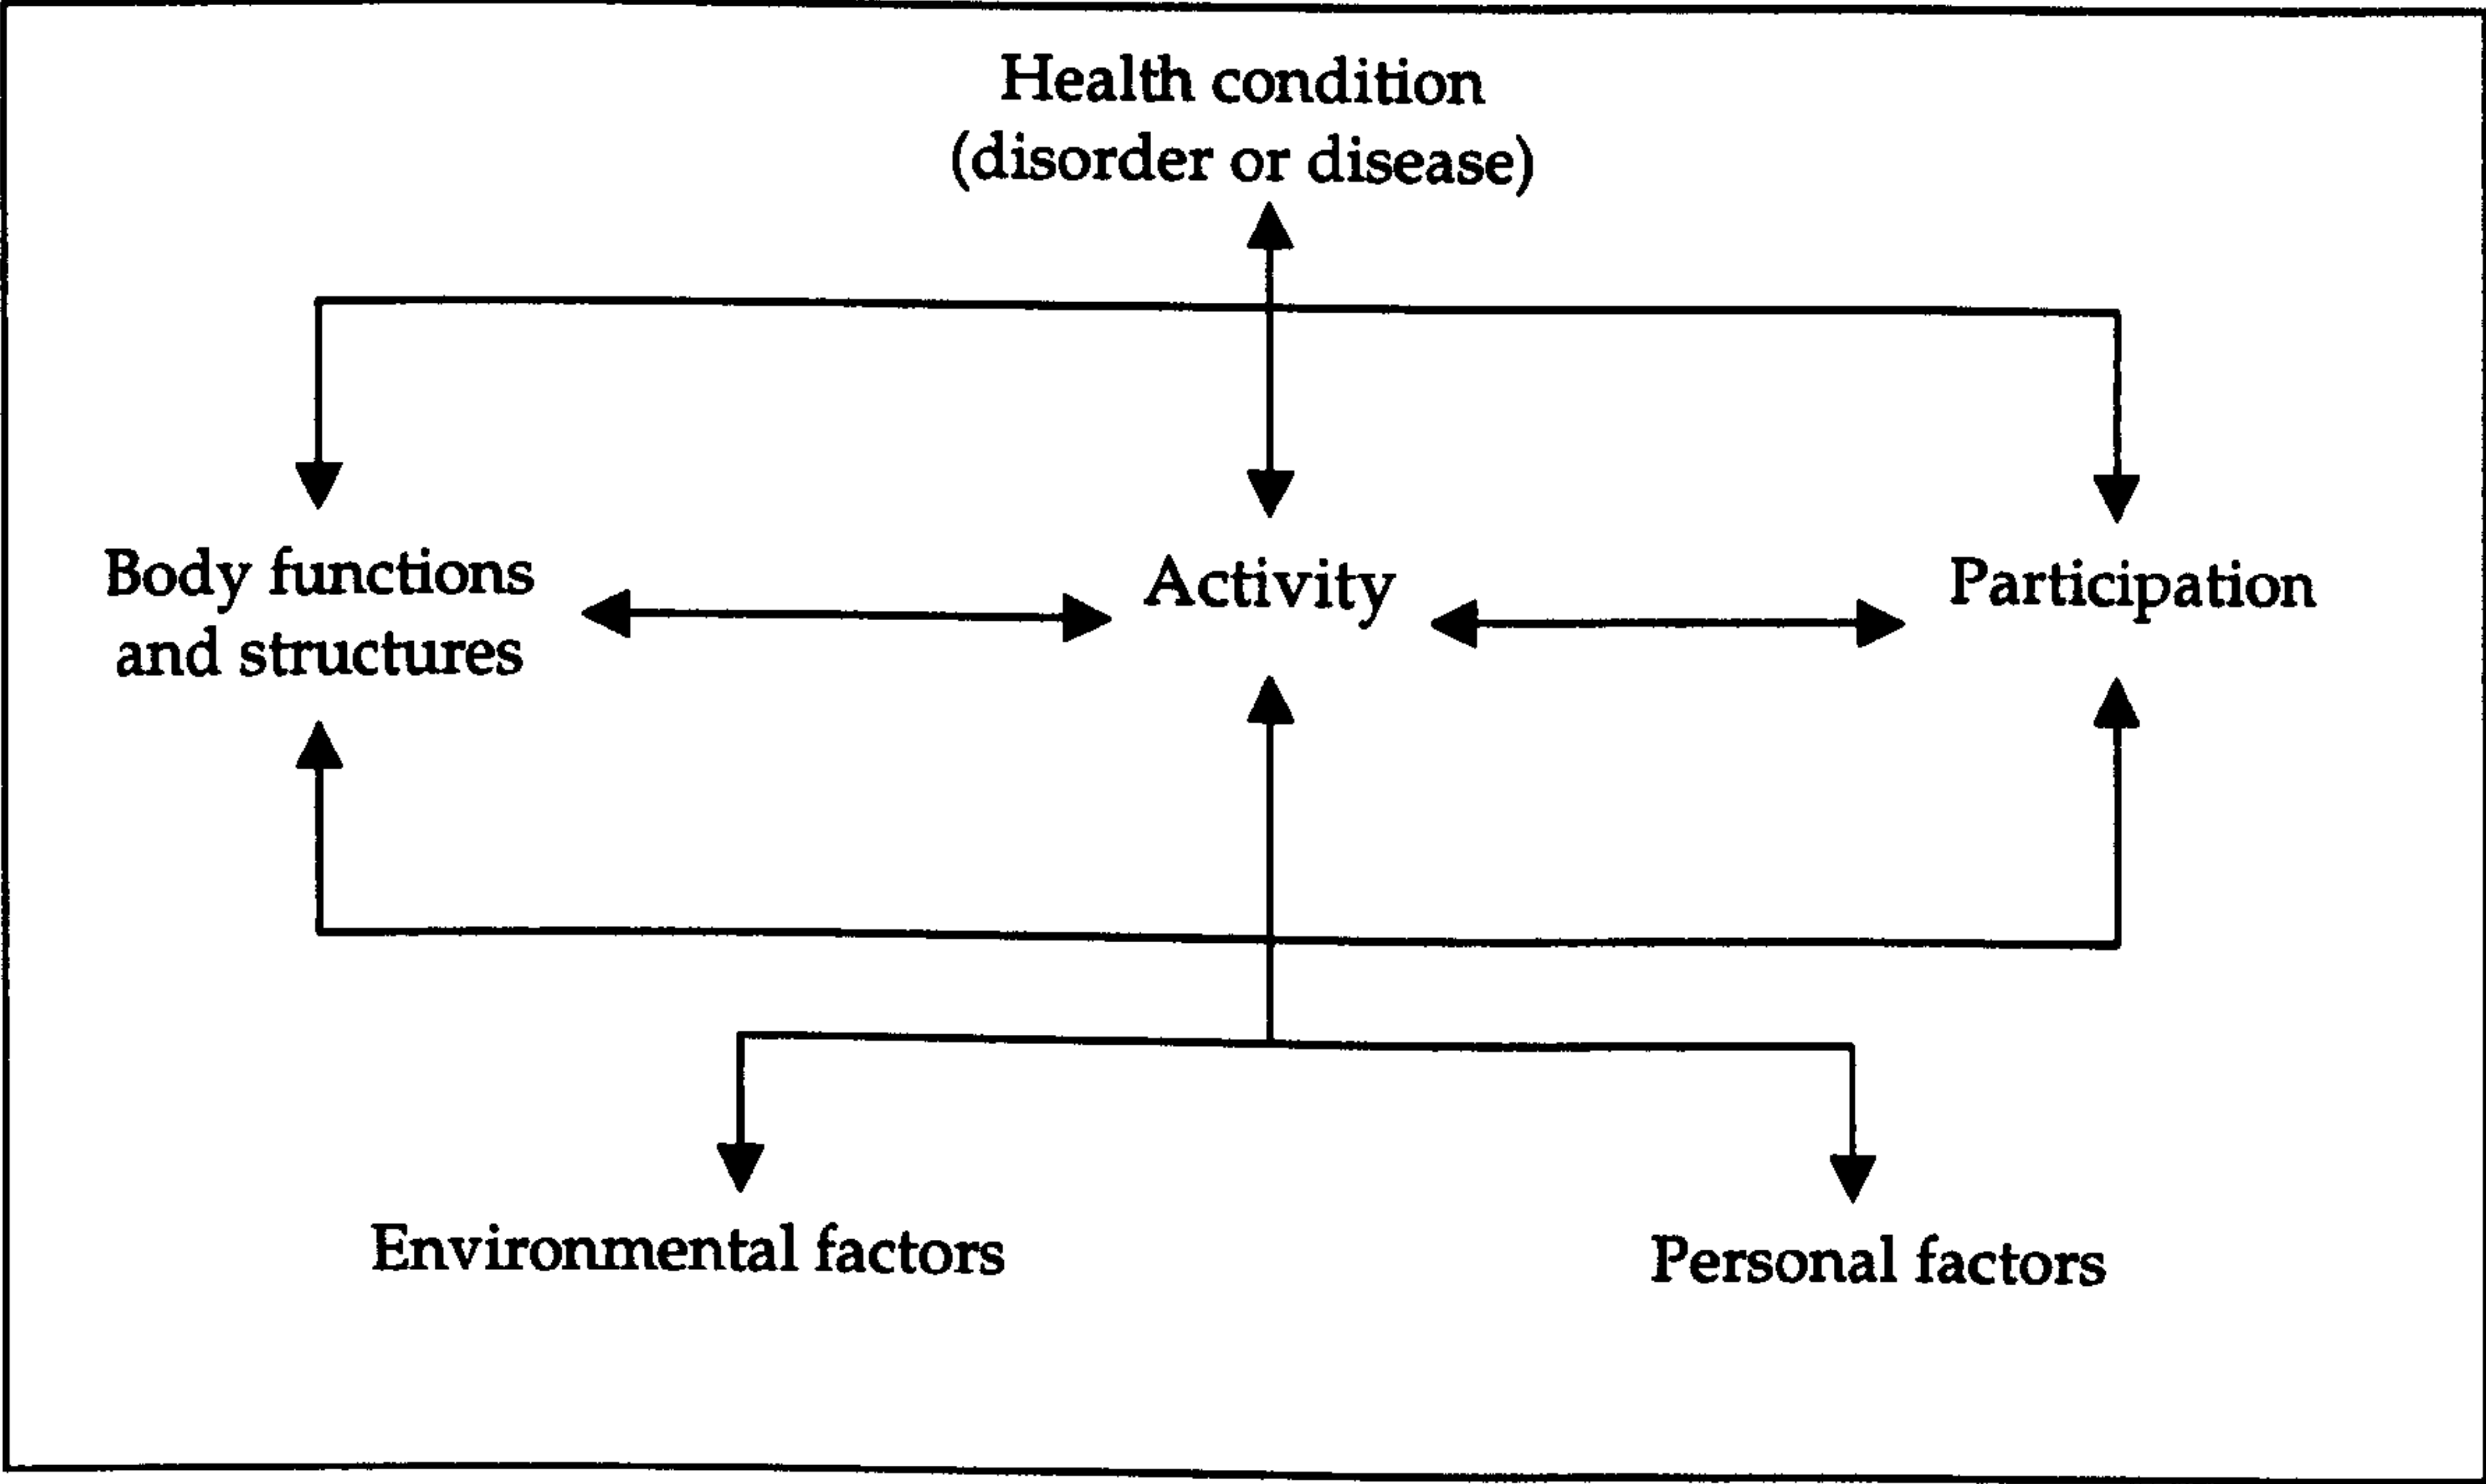 Health condition
(disorder or disease)
Body functions
and structures
Activity
Participation
Environmental factors
Personal factors